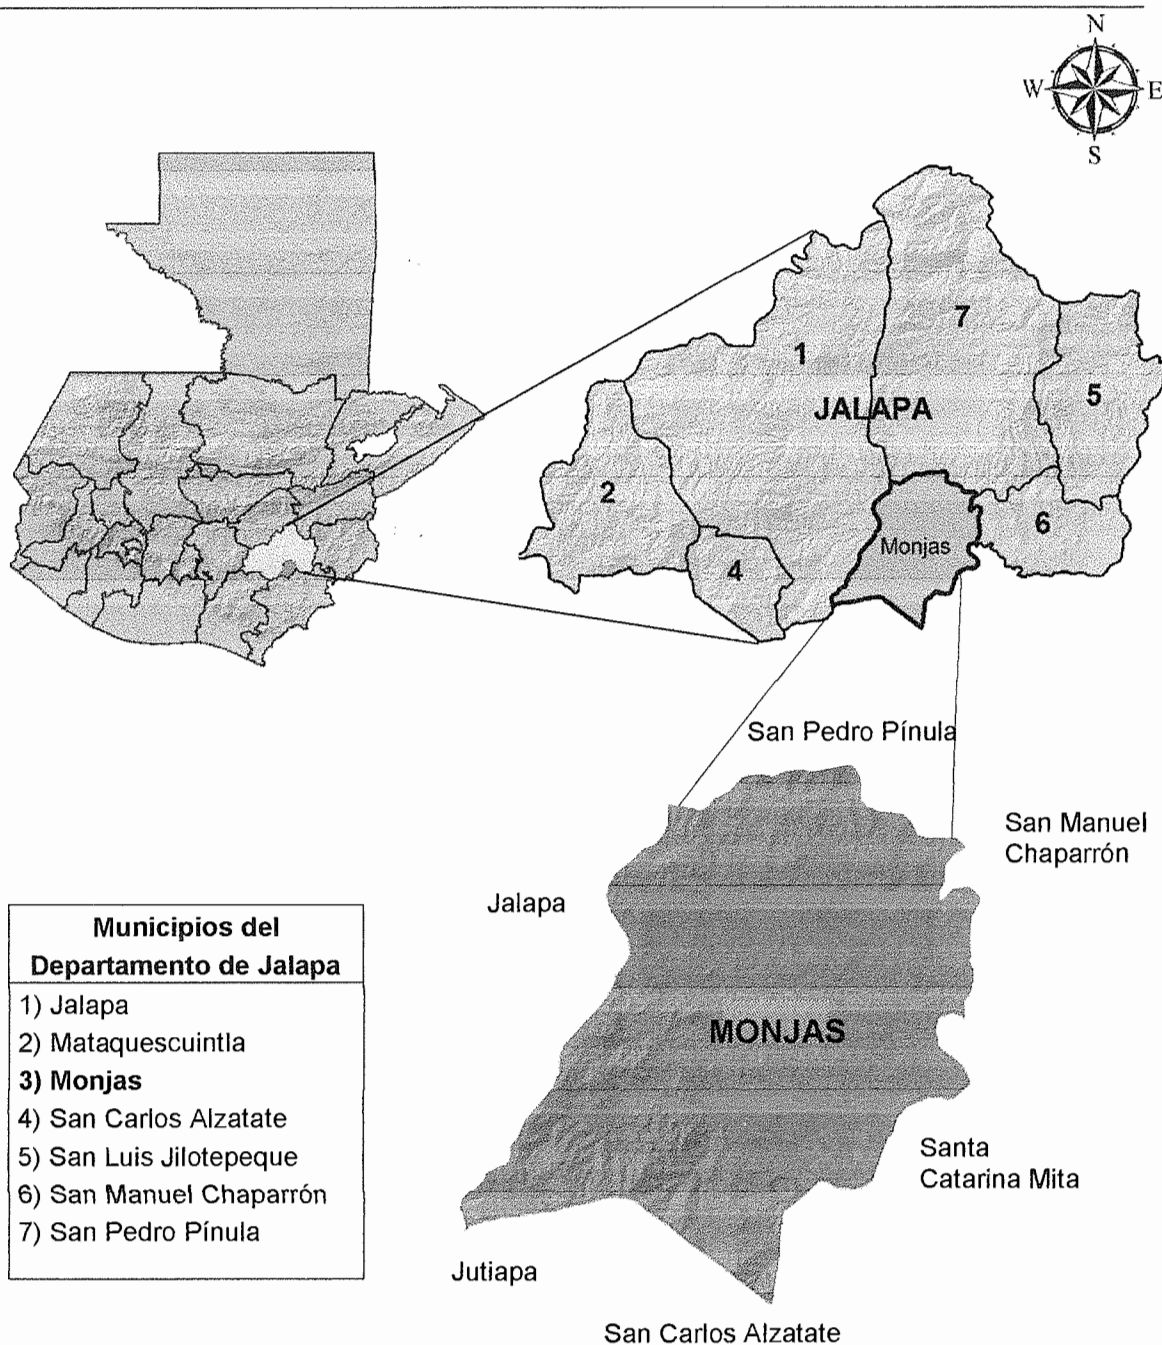 N
W E
S
7
1
5
JALAPA
2
6
Monjas
4
San Pedro Pínula
San Manuel
Chaparrón
Jalapa
MONJAS
Santa
Catarina Mita
Jutiapa
San Carlos Alzatate
Municipios del
Departamento de Jalapa
1) Jalapa
2) Mataquescuintla
3) Monjas
4) San Carlos Alzatate
5) San Luis Jilotepeque
6) San Manuel Chaparrón
7) San Pedro Pínula